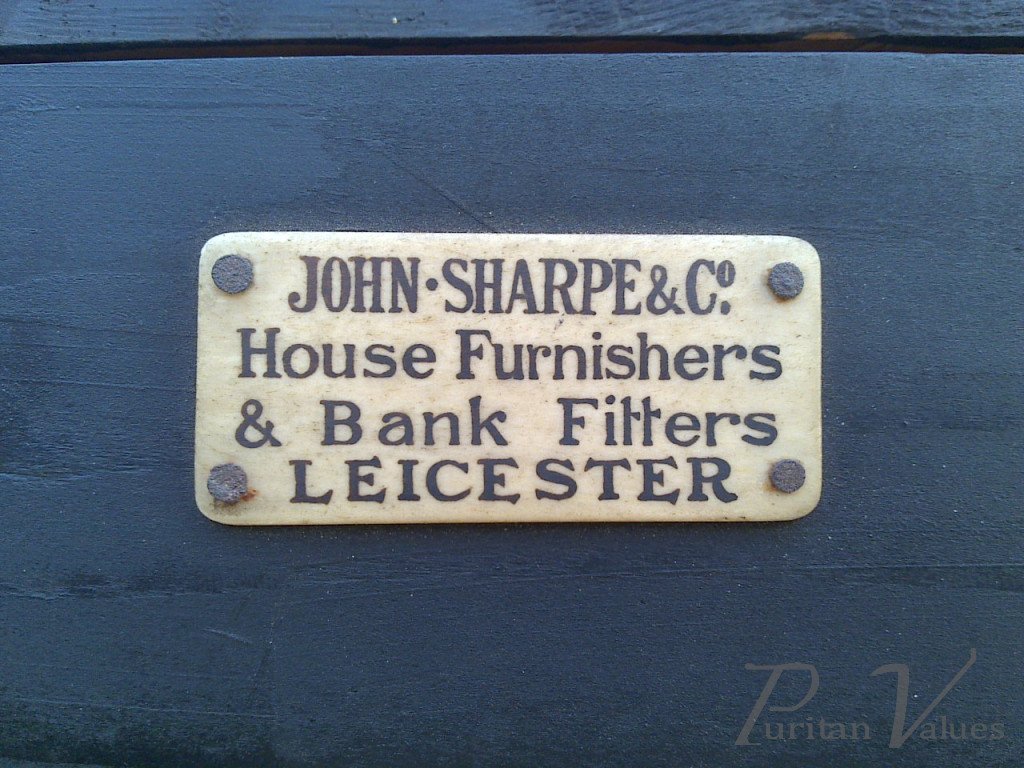 JOHN · SHARPE & Cº.
House Furnishers
& Bank Fitters
LEICESTER
Puritan Values